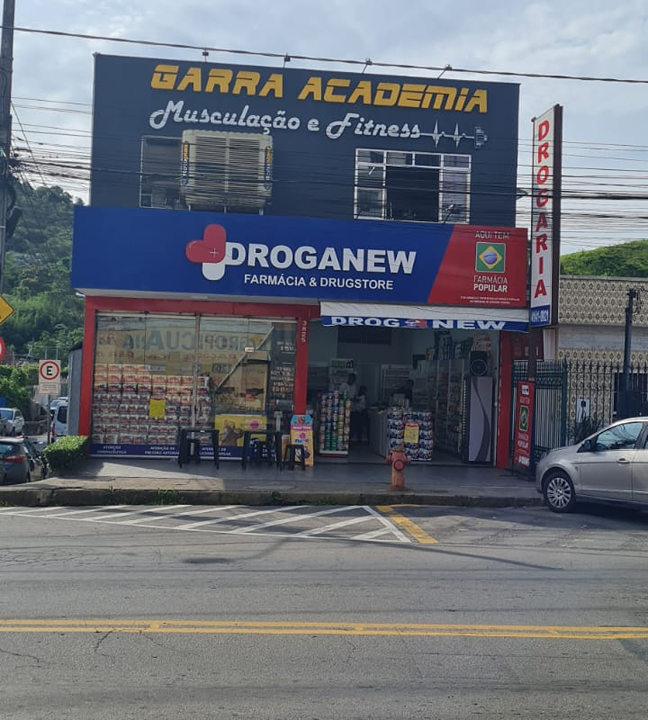 GARRA ACADEMIA
Musculação e Fitness
DROGARIA
DROGANEW
FARMÁCIA & DRUGSTORE
AQUI TEM
FARMÁCIA
POPULAR
DROGANEW
E